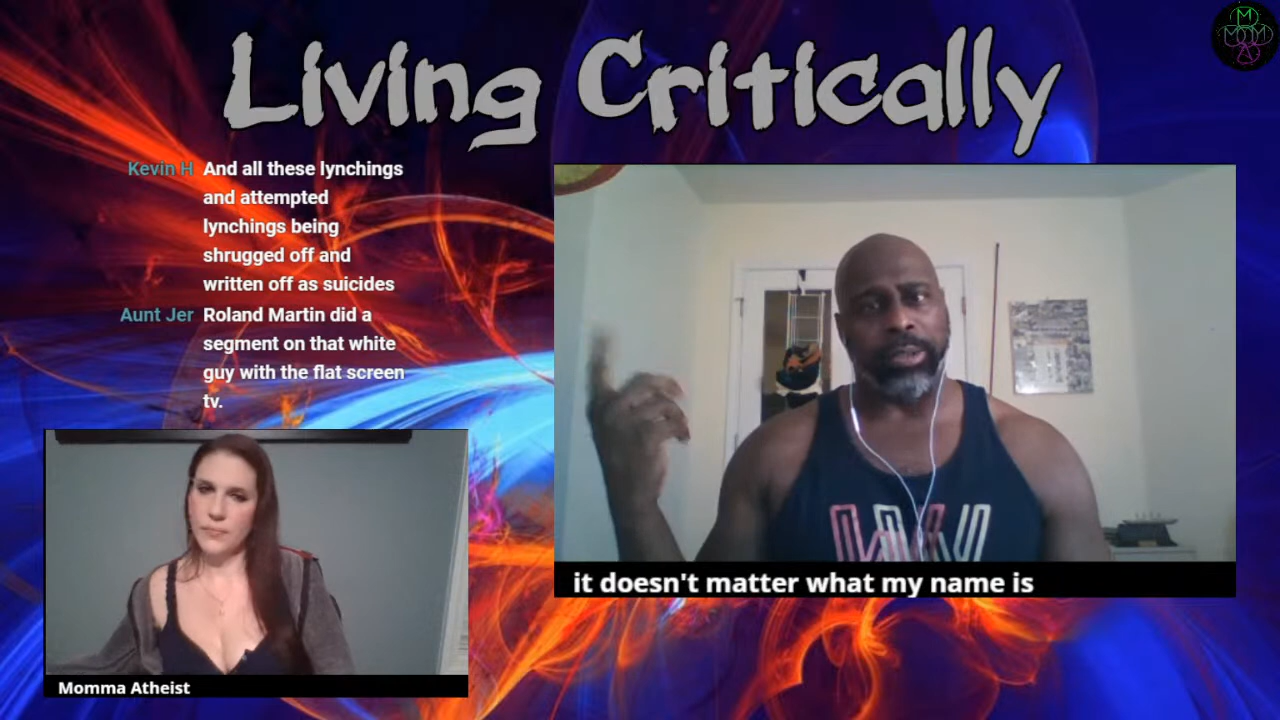 Living Critically
M
MOM
A
Kevin H And all these lynchings
and attempted
lynchings being
shrugged off and
written off as suicides
Aunt Jer Roland Martin did a
segment on that white
guy with the flat screen
tv.
it doesn't matter what my name is
Momma Atheist